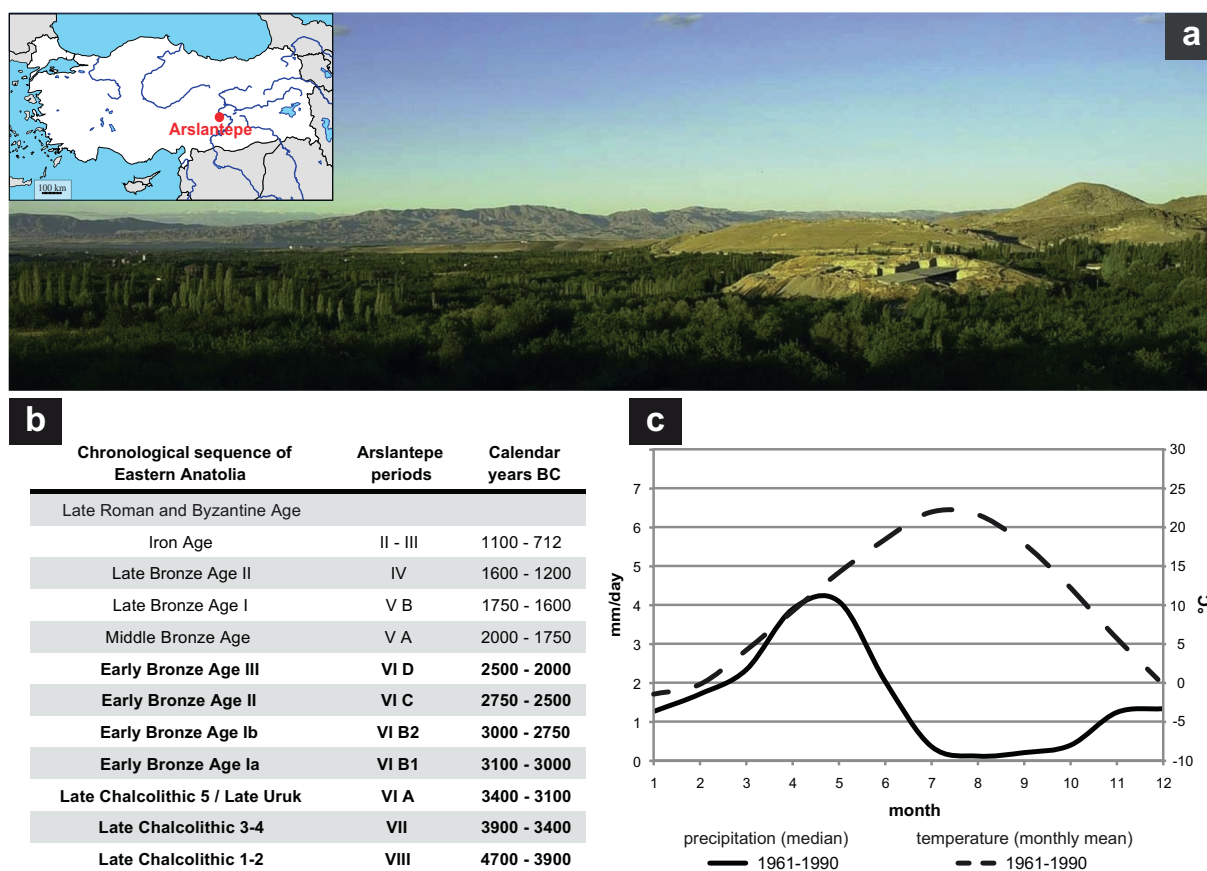 a
Arslantepe
100 km
b
Chronological sequence of Eastern Anatolia Arslantepe periods Calendar years BC
Late Roman and Byzantine Age
Iron Age II - III 1100 - 712
Late Bronze Age II IV 1600 - 1200
Late Bronze Age I V B 1750 - 1600
Middle Bronze Age V A 2000 - 1750
Early Bronze Age III VI D 2500 - 2000
Early Bronze Age II VI C 2750 - 2500
Early Bronze Age Ib VI B2 3000 - 2750
Early Bronze Age Ia VI B1 3100 - 3000
Late Chalcolithic 5 / Late Uruk VI A 3400 - 3100
Late Chalcolithic 3-4 VII 3900 - 3400
Late Chalcolithic 1-2 VIII 4700 - 3900
c
7
6
5
4
3
2
1
0
mm/day
30
25
20
15
10
5
0
-5
-10
°C
1 2 3 4 5 6 7 8 9 10 11 12
month
precipitation (median) temperature (monthly mean)
1961-1990 1961-1990